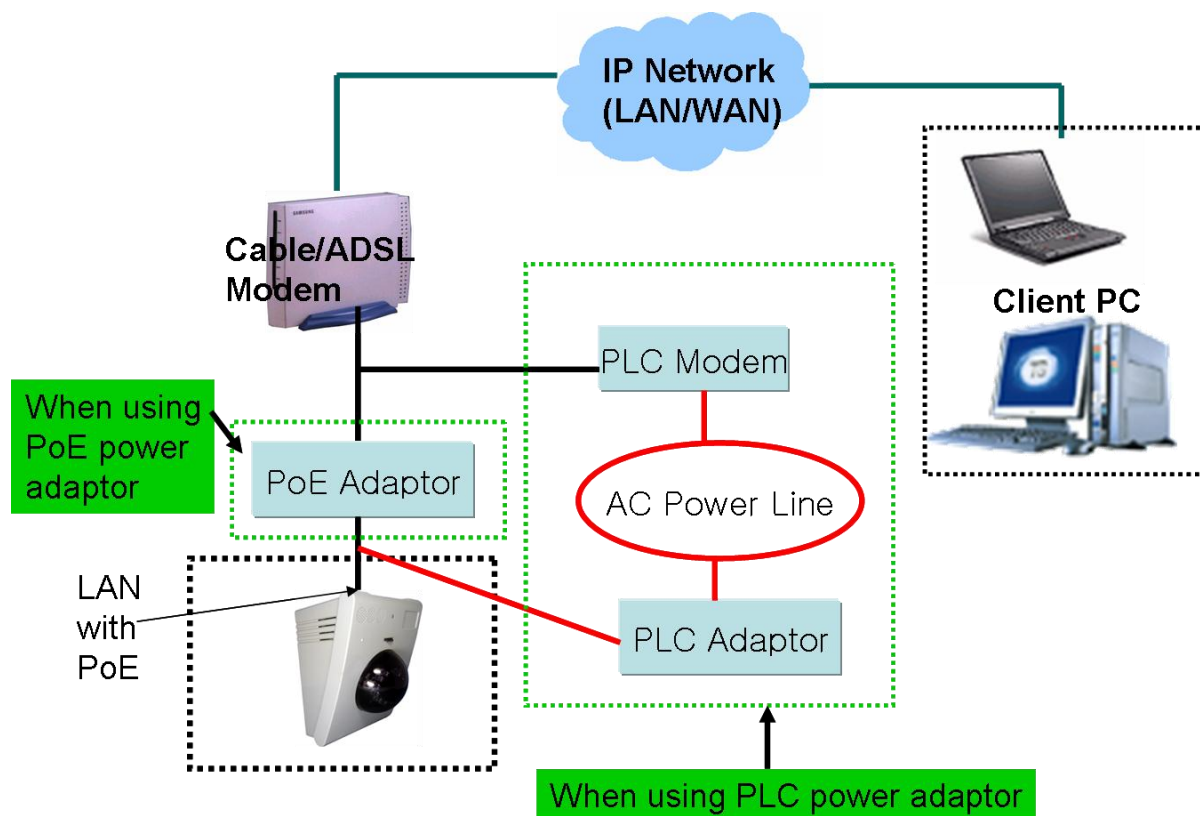 IP Network
(LAN/WAN)
SAMSUNG
Cable/ADSL
Modem
Client PC
PLC Modem
When using
PoE power
adaptor
PoE Adaptor
AC Power Line
LAN
with
PoE
PLC Adaptor
When using PLC power adaptor